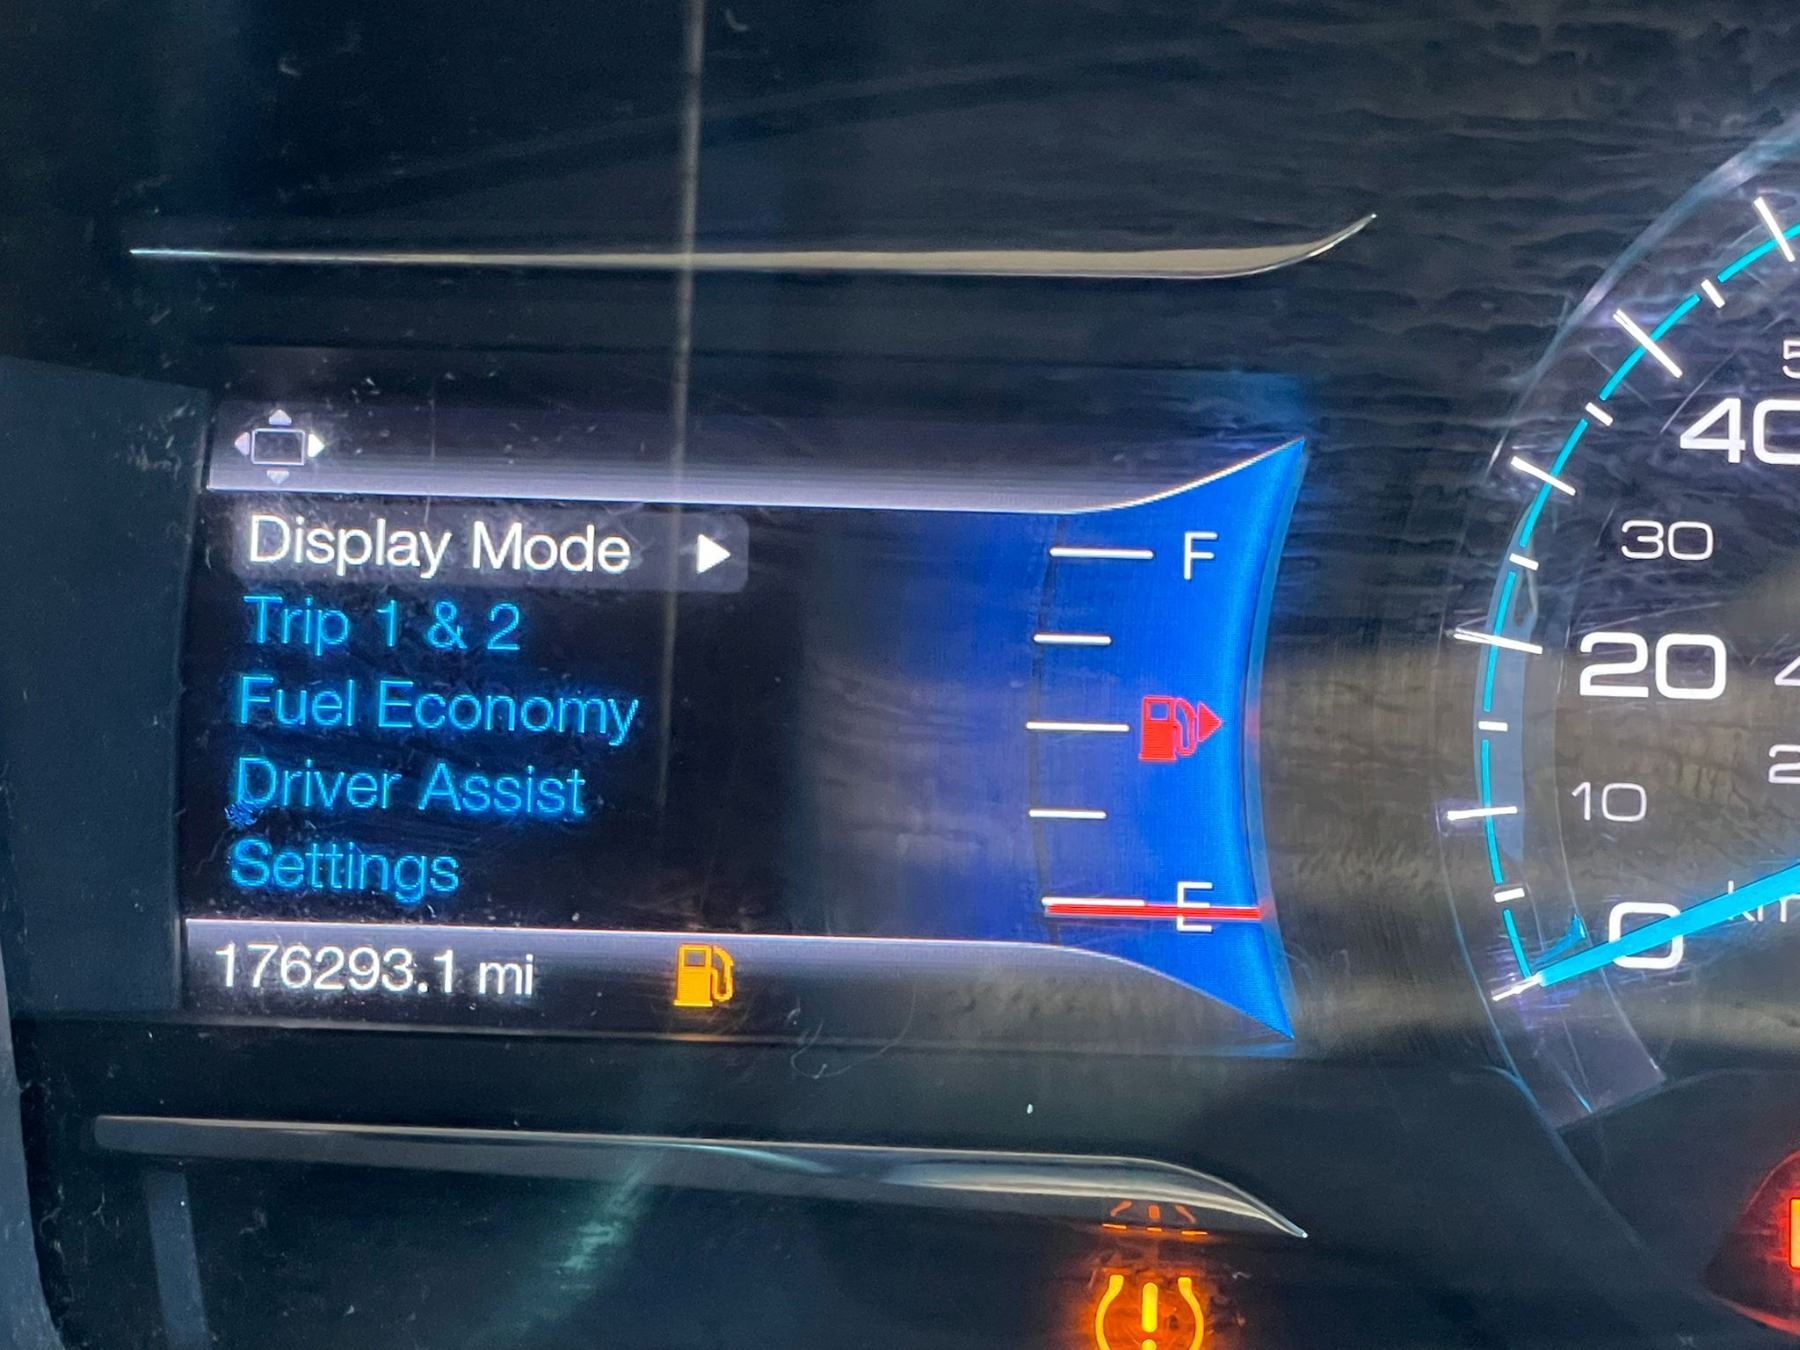 Display Mode
Trip 1 & 2
Fuel Economy
Driver Assist
Settings
176293.1 mi
F
E
40
30
20
10
0